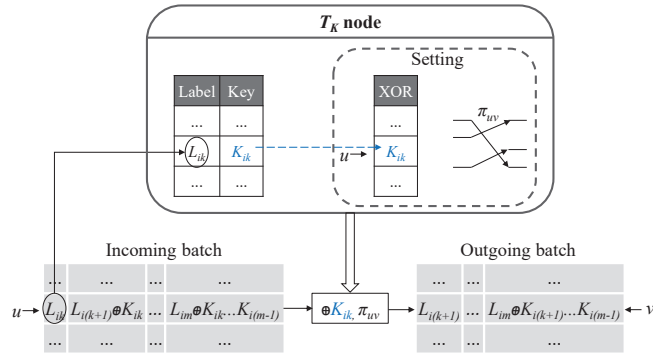 T_K node
Setting
Label Key XOR
... ... ...
π_uv
L_ik K_ik u K_ik
... ... ...
Incoming batch Outgoing batch
... ... ... ... ... ... ...
u L_ik L_i(k+1)⊕K_ik ... L_im⊕K_ik...K_i(m-1) ⊕K_ik, π_uv L_i(k+1) ... L_im⊕K_i(k+1)...K_i(m-1) v
... ... ... ... ... ... ...